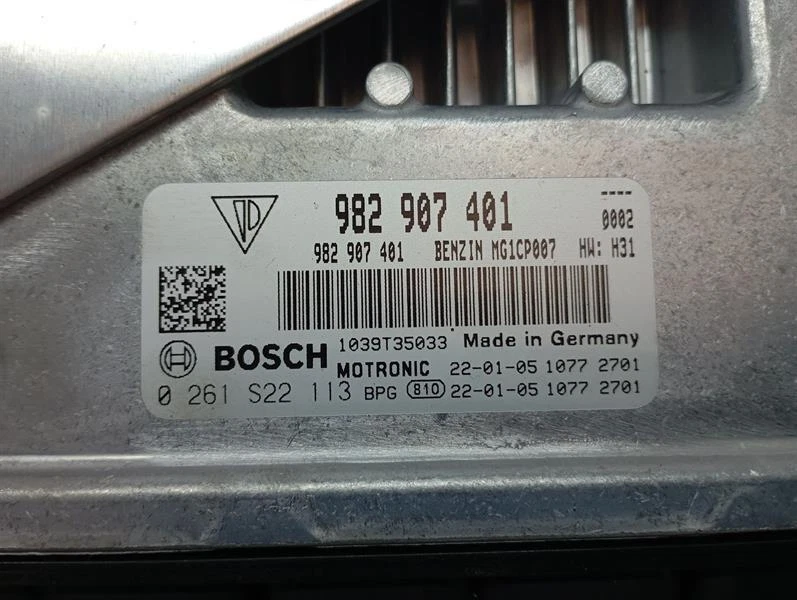 982 907 401
----
0002
982 907 401 BENZIN MG1CP007 HW: H31
BOSCH 1039T35033 Made in Germany
MOTRONIC 22-01-05 1077 2701
0 261 S22 113 BPG 810 22-01-05 1077 2701